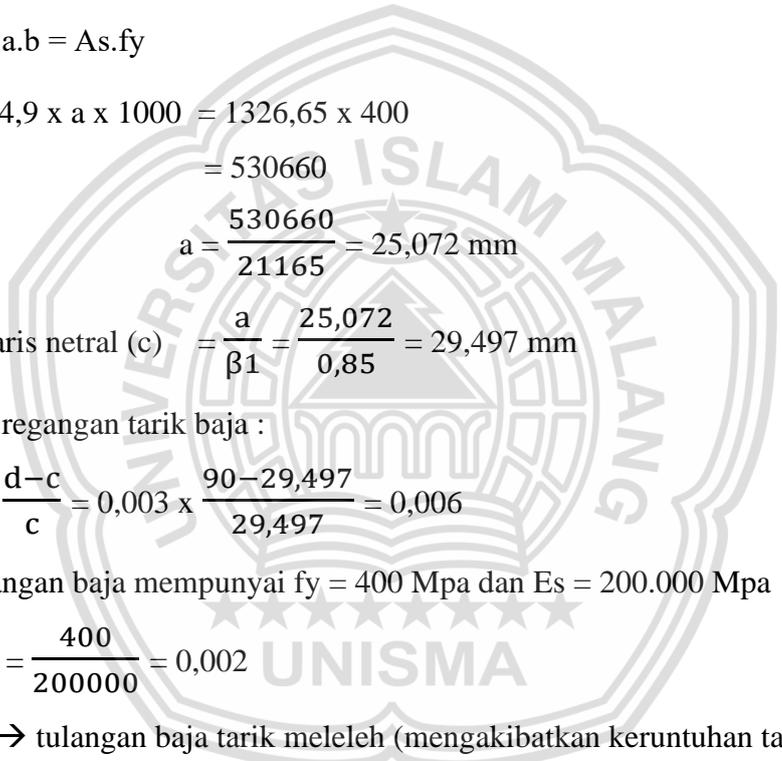 a.b = As.fy
4,9 x a x 1000 = 1326,65 x 400
= 530660
a = 530660/21165 = 25,072 mm
netral (c) = a/β1 = 25,072/0,85 = 29,497 mm
regangan tarik baja :
d−c/c = 0,003 x 90−29,497/29,497 = 0,006
baja mempunyai fy = 400 Mpa dan Es = 200.000 Mpa
= 400/200000 = 0,002
→ tulangan baja tarik meleleh (mengakibatkan keruntuhan
UNIVERSITAS ISLAM MALANG
UNISMA